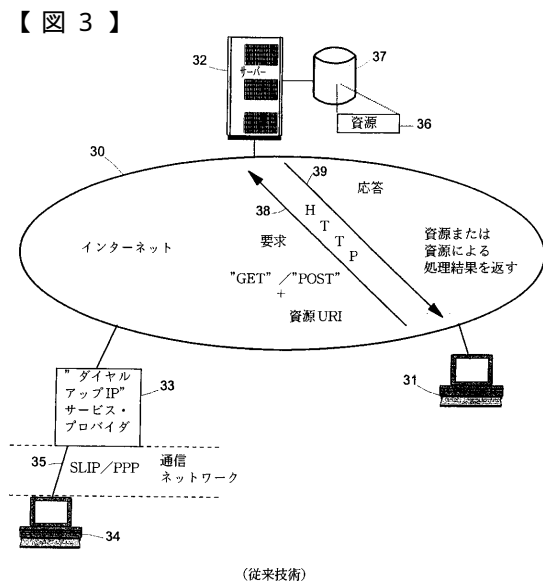 【図3】
32
サーバー
37
資源
36
30
39
応答
38
HTTP
要求
インターネット
資源または
資源による
処理結果を返す
"GET"/"POST"
+
資源URI
31
"ダイヤル
アップIP"
サービス・
プロバイダ
33
35
SLIP/PPP
通信
ネットワーク
34
(従来技術)